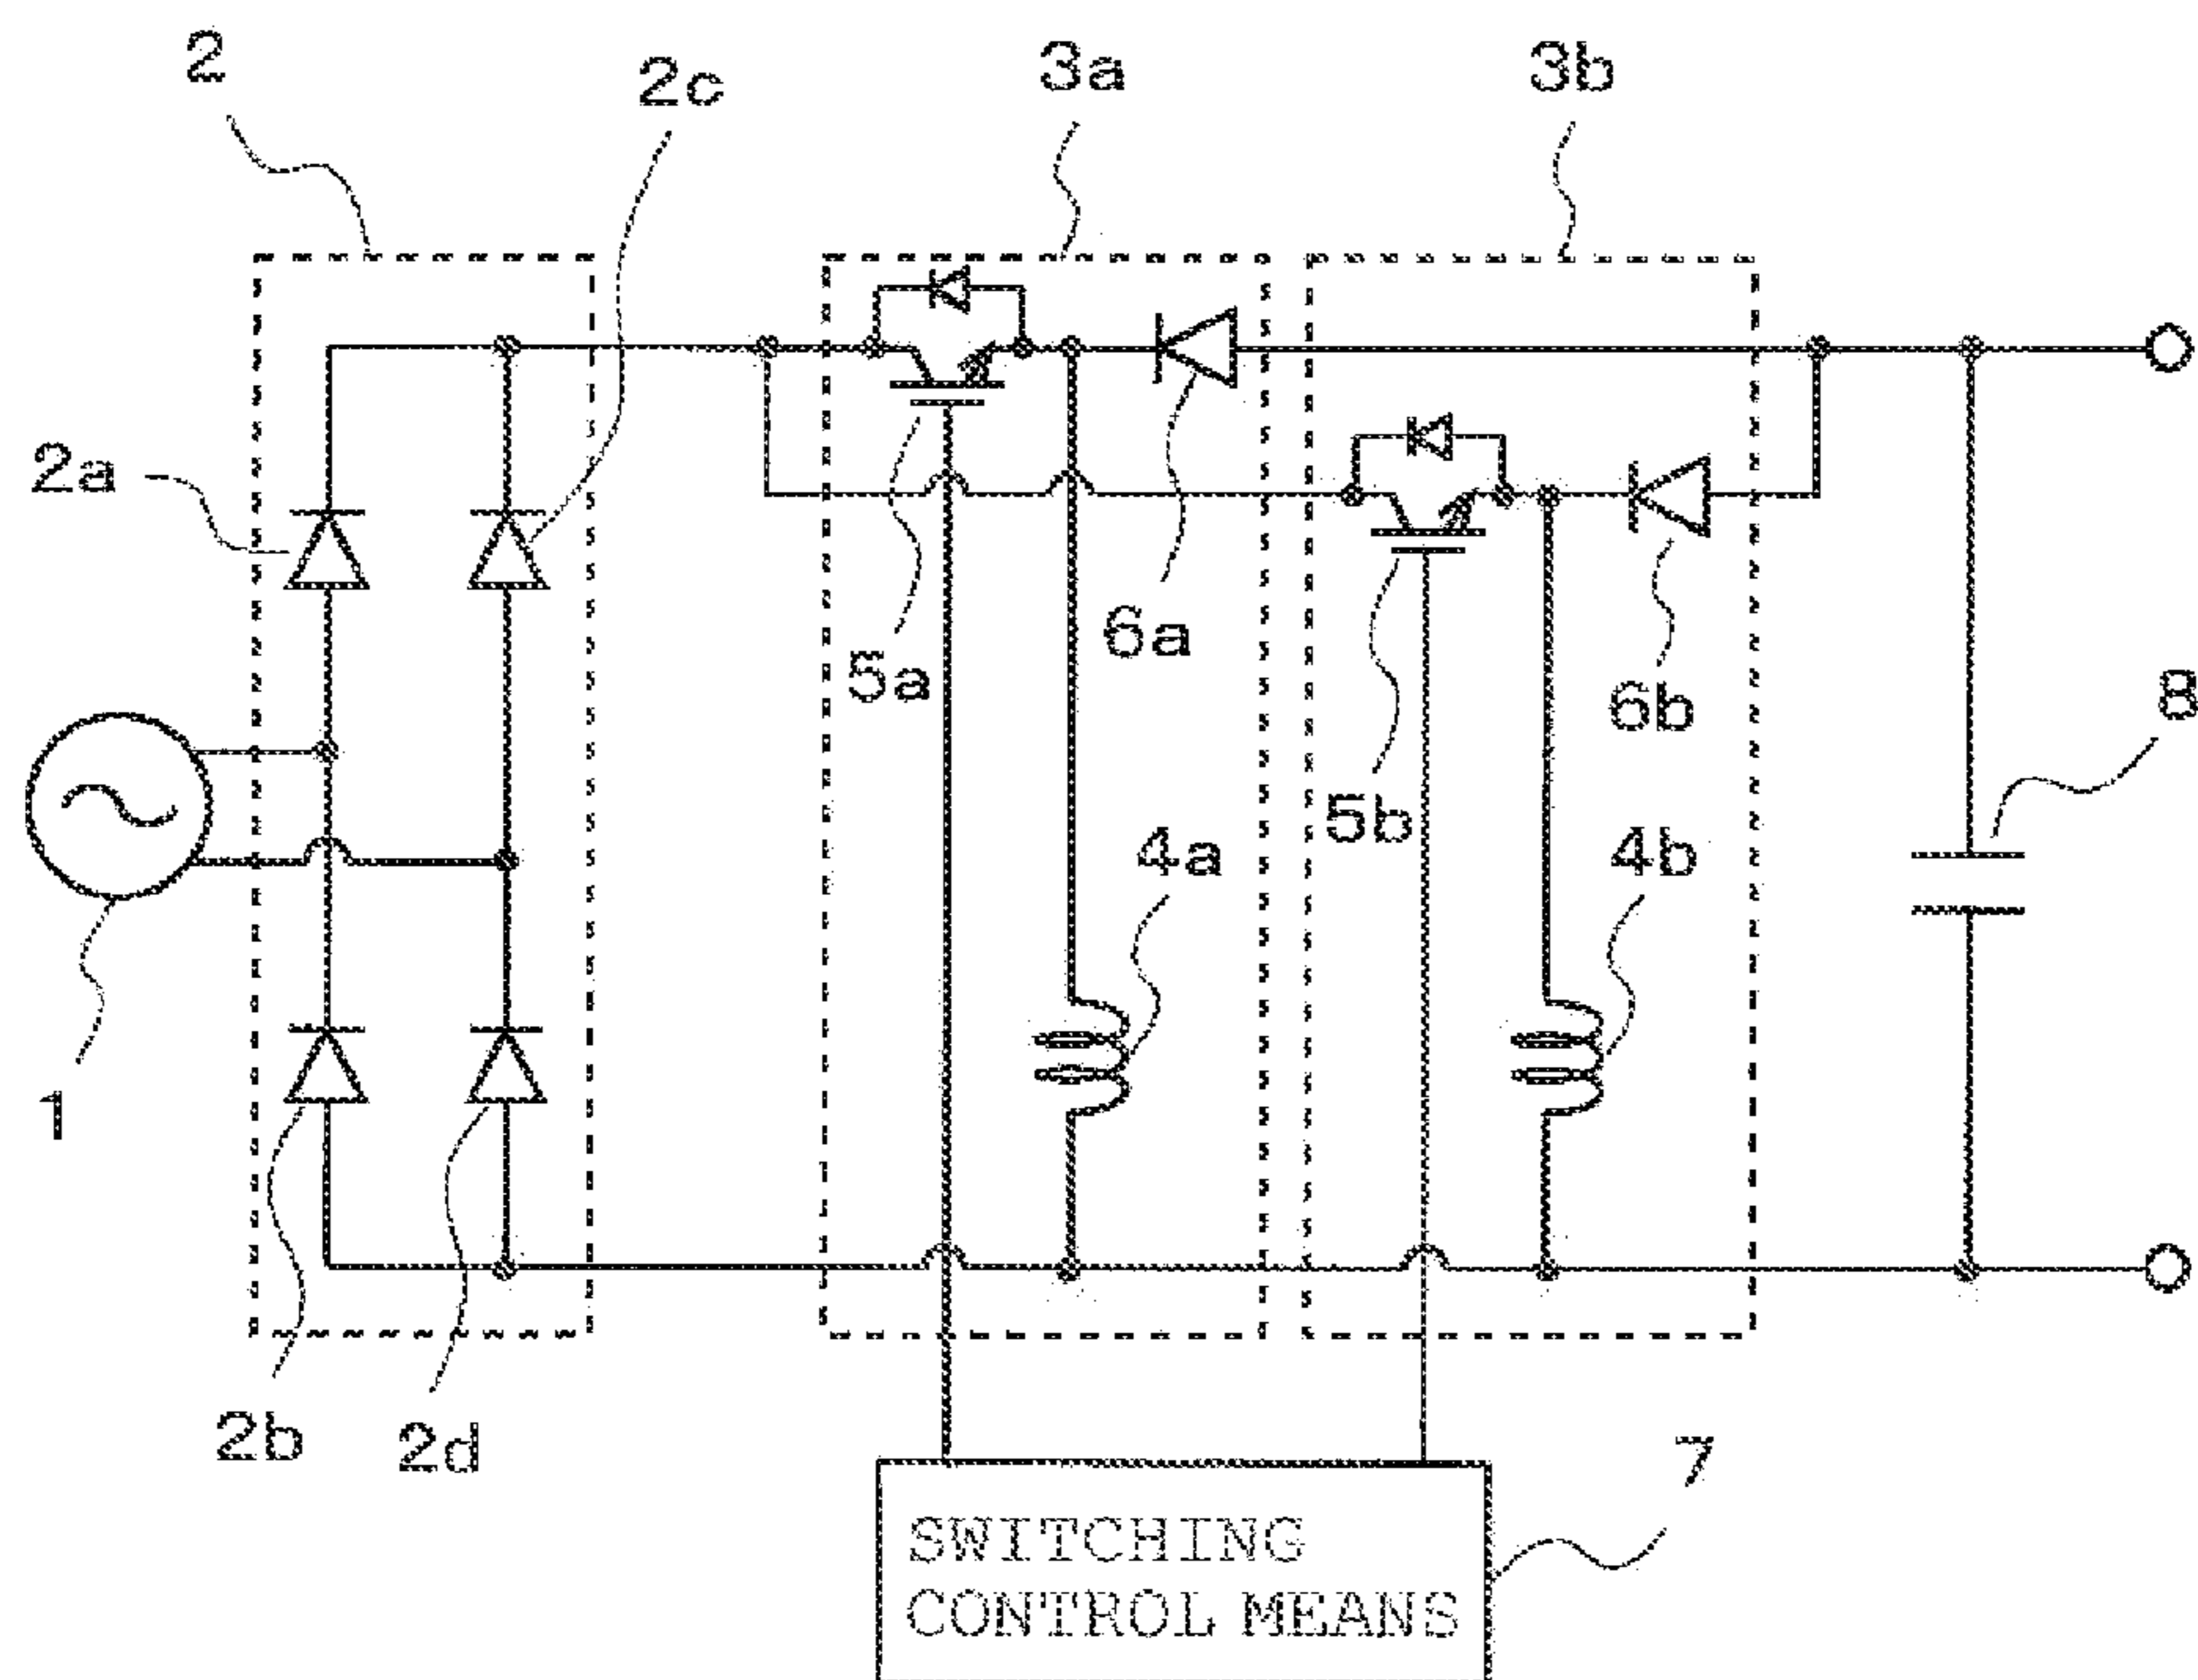 2
2c
3a
3b
2a
6a
5a
6b
8
5b
4a
4b
1
2b
2d
7
SWITCHING
CONTROL MEANS